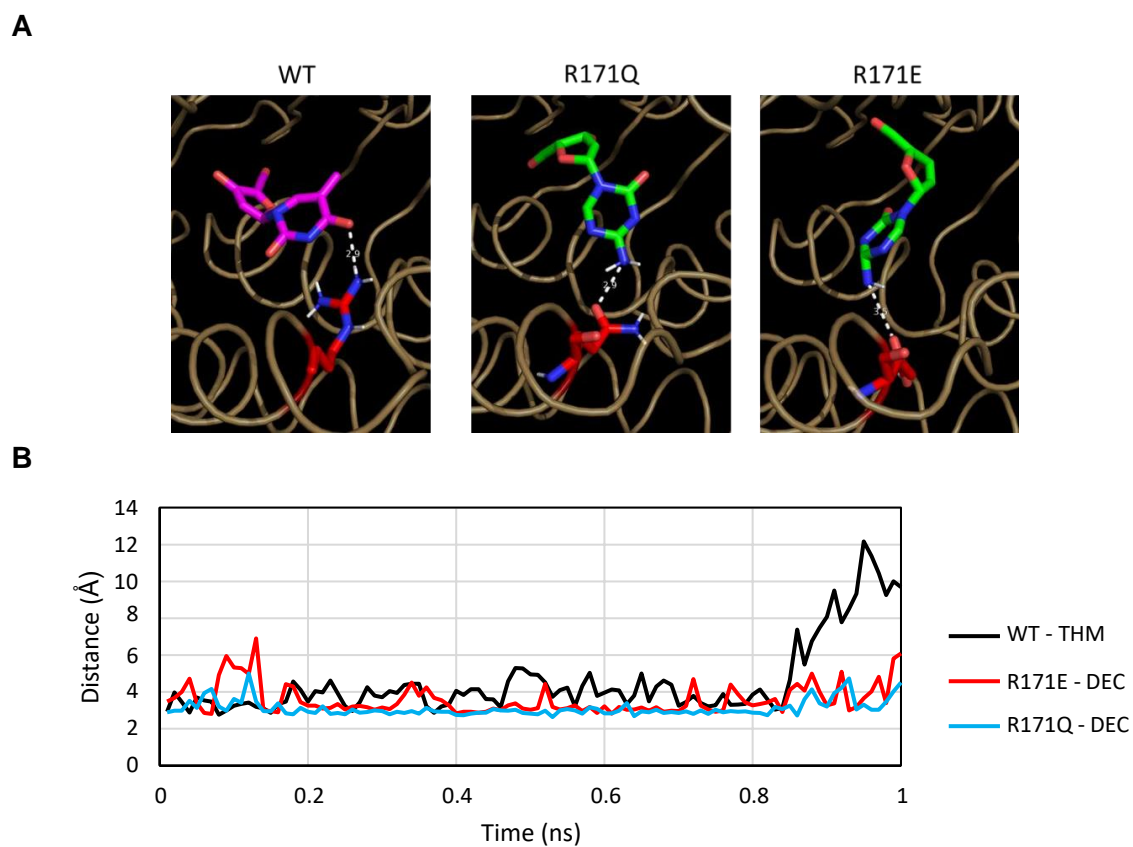 A
WT
R171Q
R171E
2.9
2.9
B
14
12
10
8
6
4
2
0
Distance (Å)
0
0.2
0.4
0.6
0.8
1
Time (ns)
WT - THM
R171E - DEC
R171Q - DEC